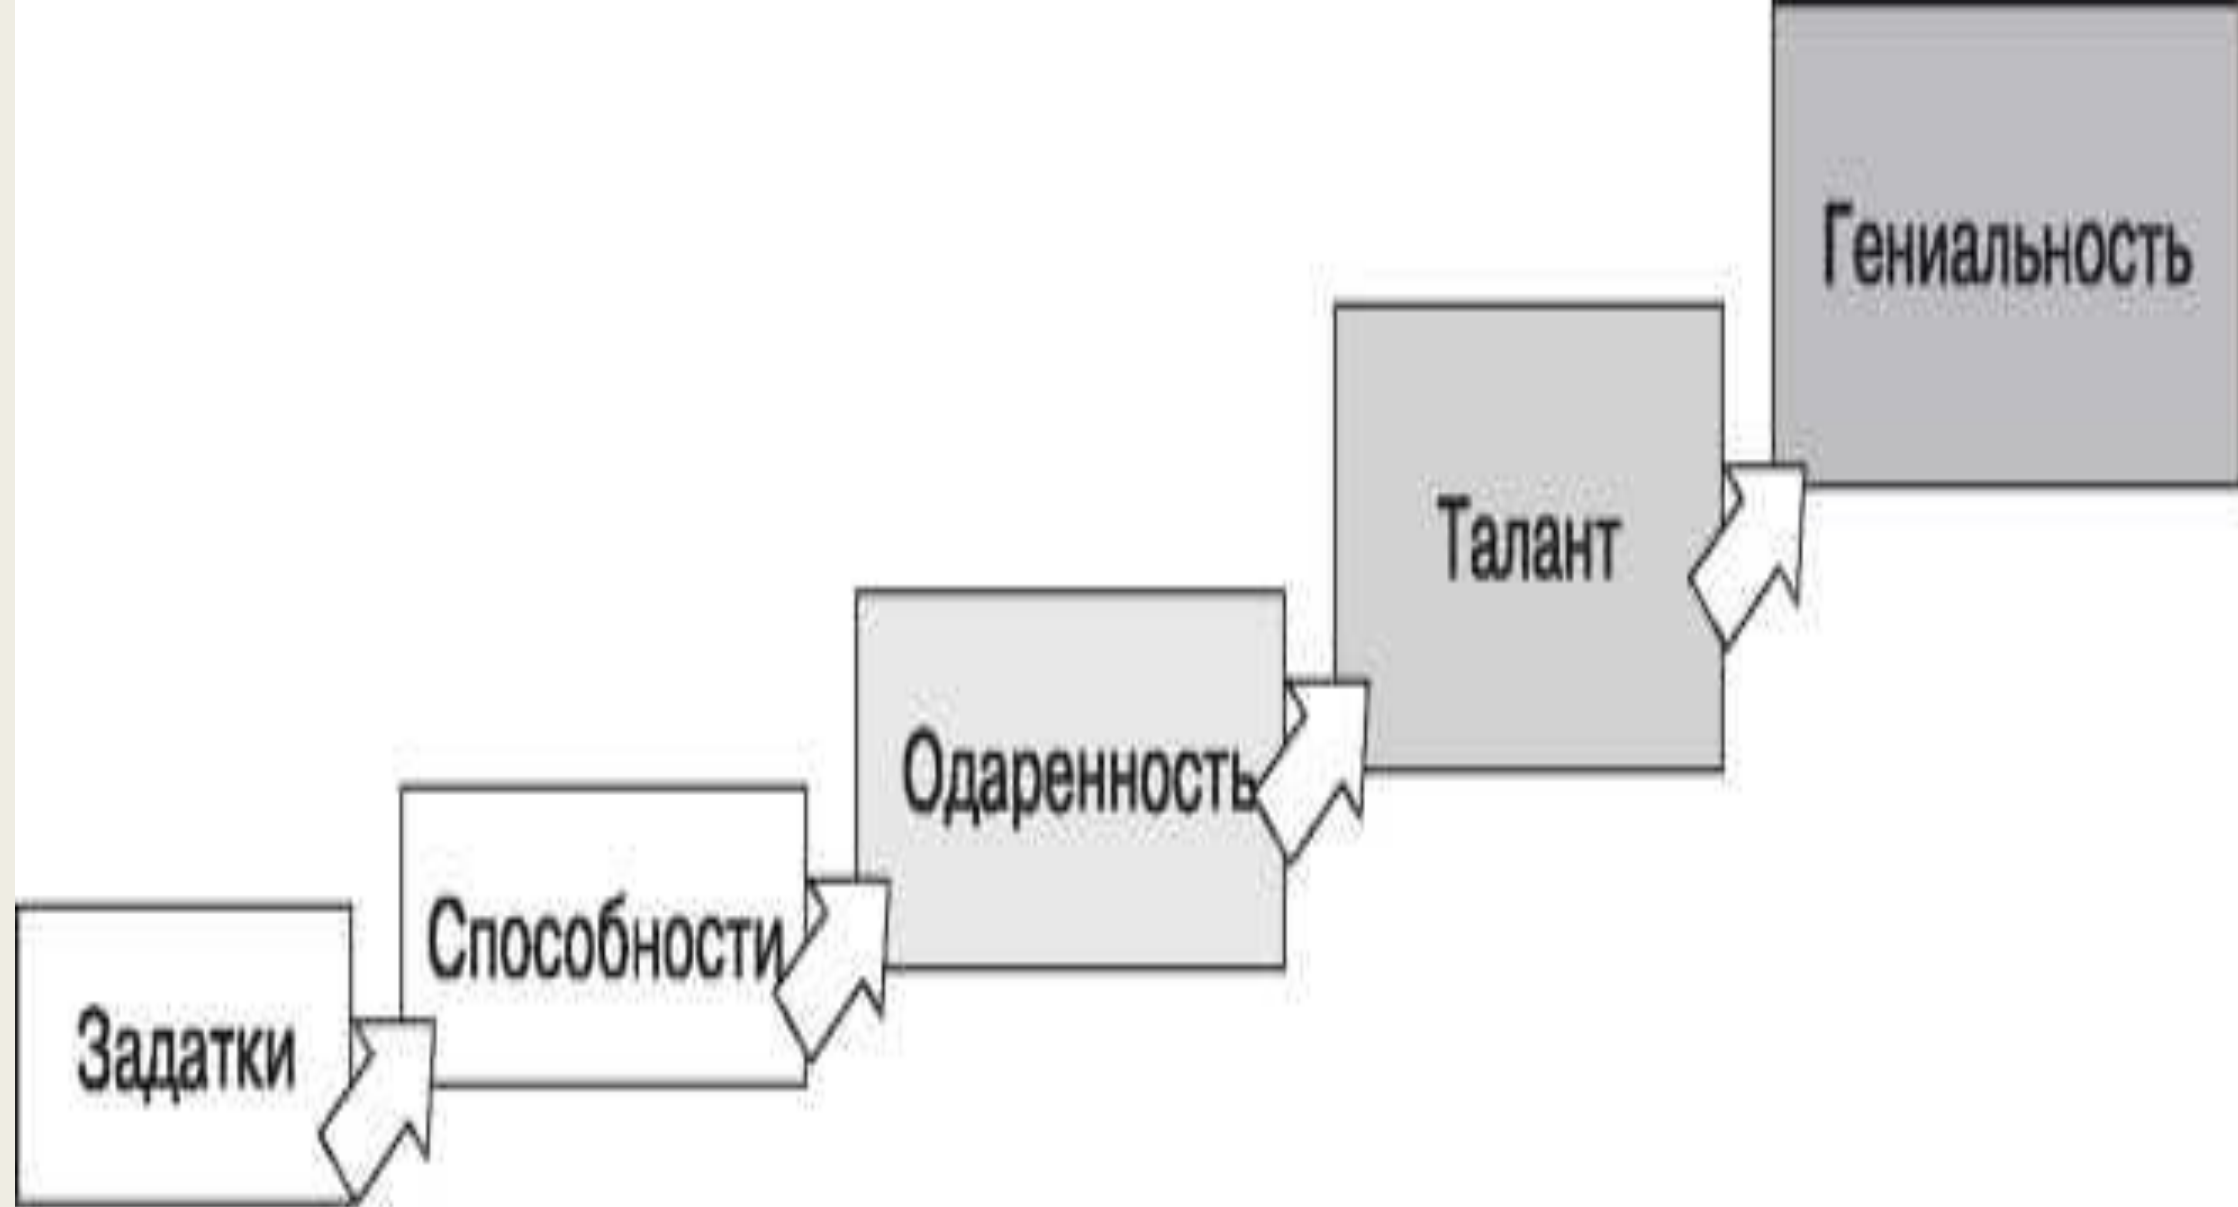 Задатки
Способности
Одаренность
Талант
Гениальность